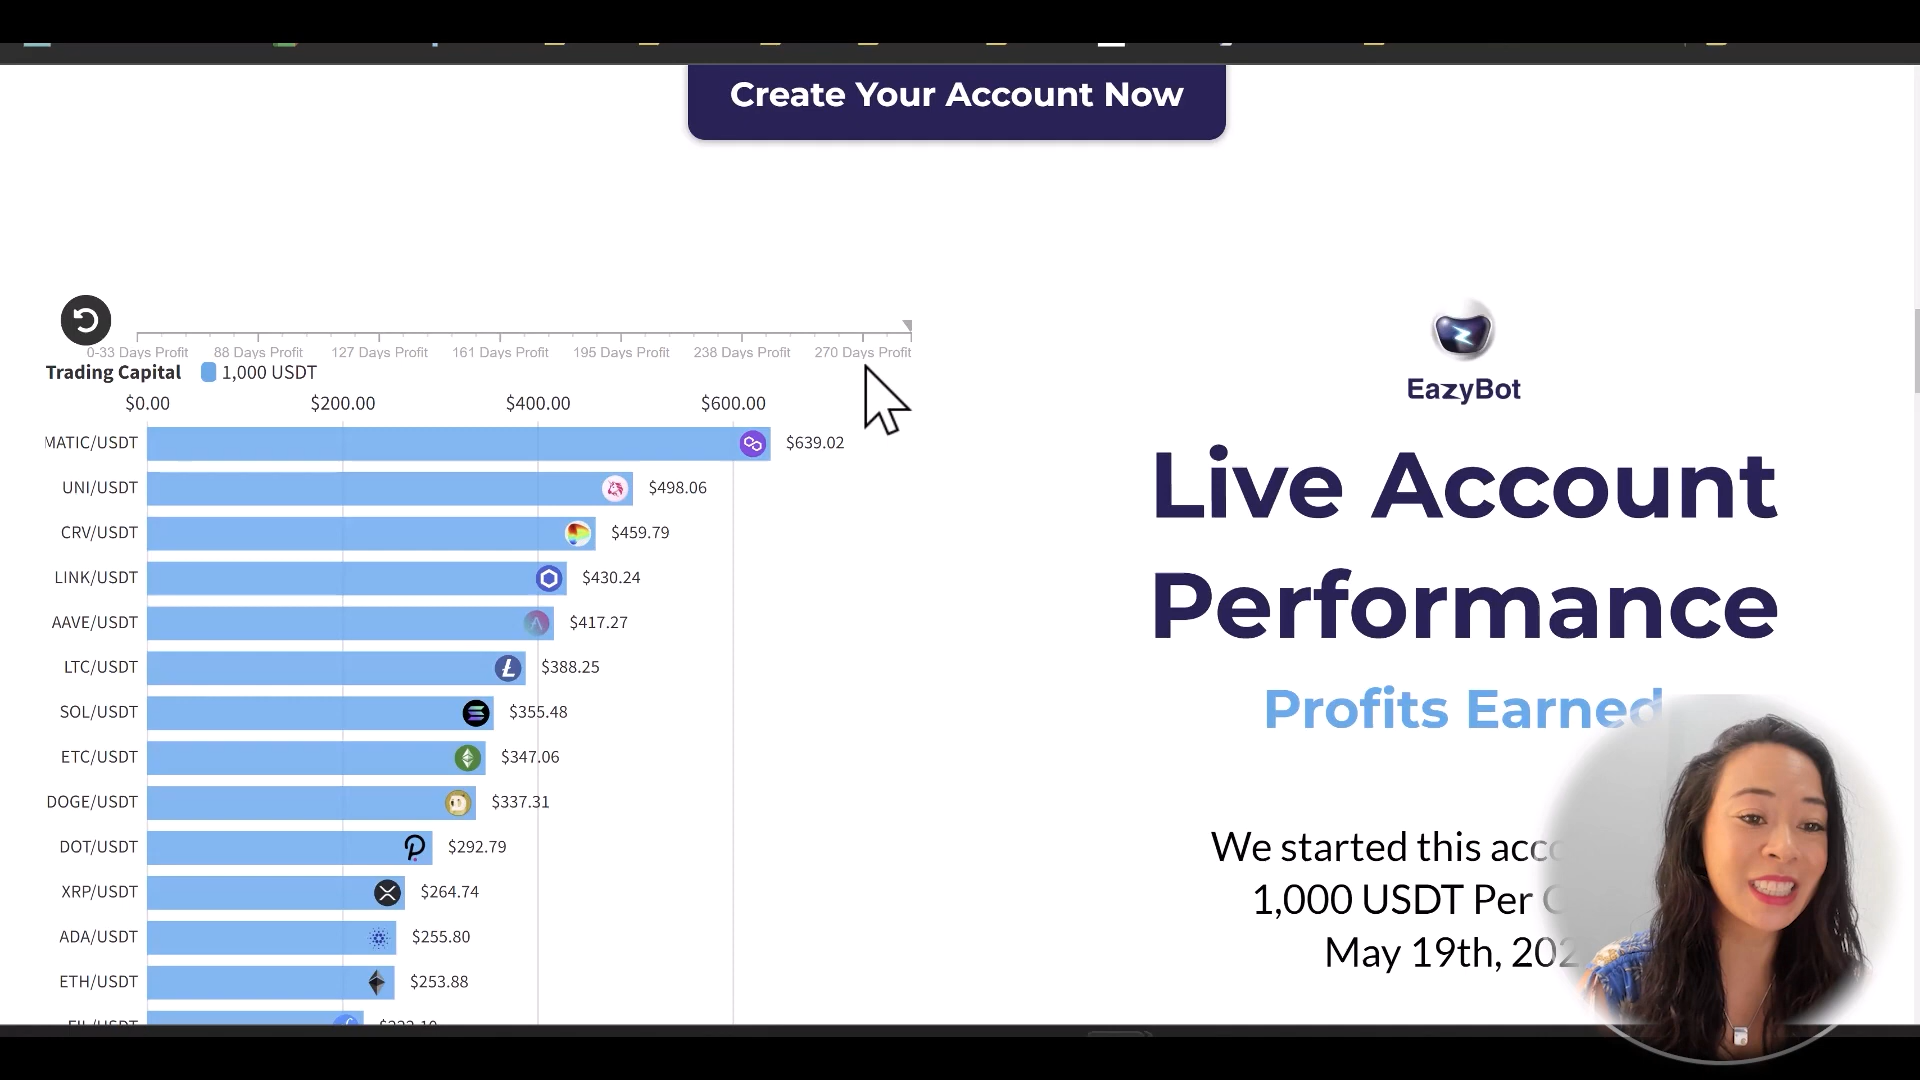 Create Your Account Now
0-33 Days Profit 88 Days Profit 127 Days Profit 161 Days Profit 195 Days Profit 238 Days Profit 270 Days Profit
Trading Capital 1,000 USDT
$0.00 $200.00 $400.00 $600.00
MATIC/USDT $639.02
UNI/USDT $498.06
CRV/USDT $459.79
LINK/USDT $430.24
AAVE/USDT $417.27
LTC/USDT $388.25
SOL/USDT $355.48
ETC/USDT $347.06
DOGE/USDT $337.31
DOT/USDT $292.79
XRP/USDT $264.74
ADA/USDT $255.80
ETH/USDT $253.88
EazyBot
Live Account
Performance
Profits Earned
We started this
1,000 USDT Per
May 19th,